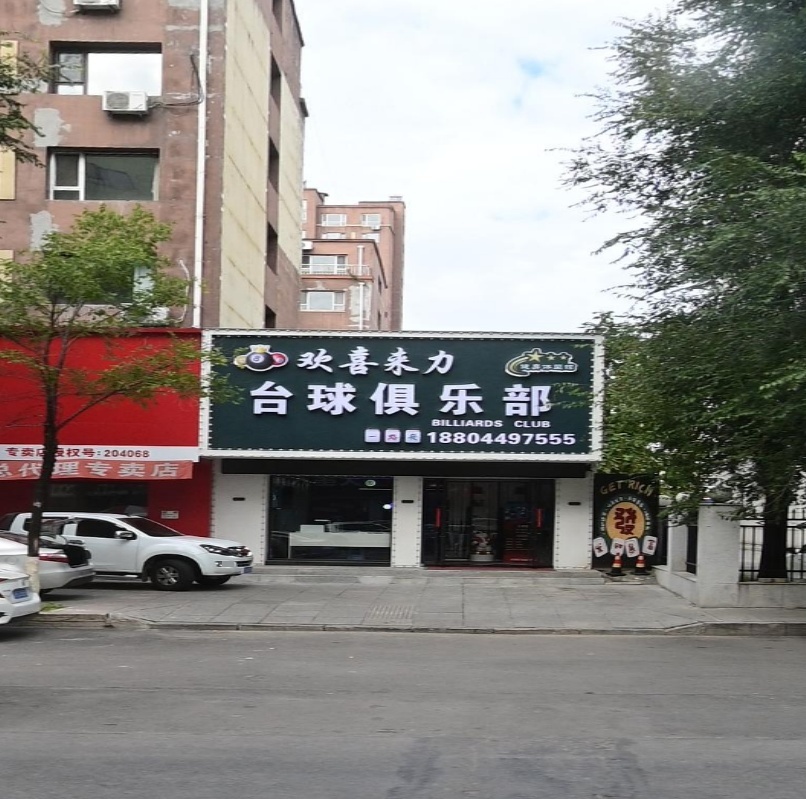 欢喜来力
台球俱乐部
BILLIARDS CLUB
18804497555
专卖店授权号: 204068
总代理专卖店
GET RICH